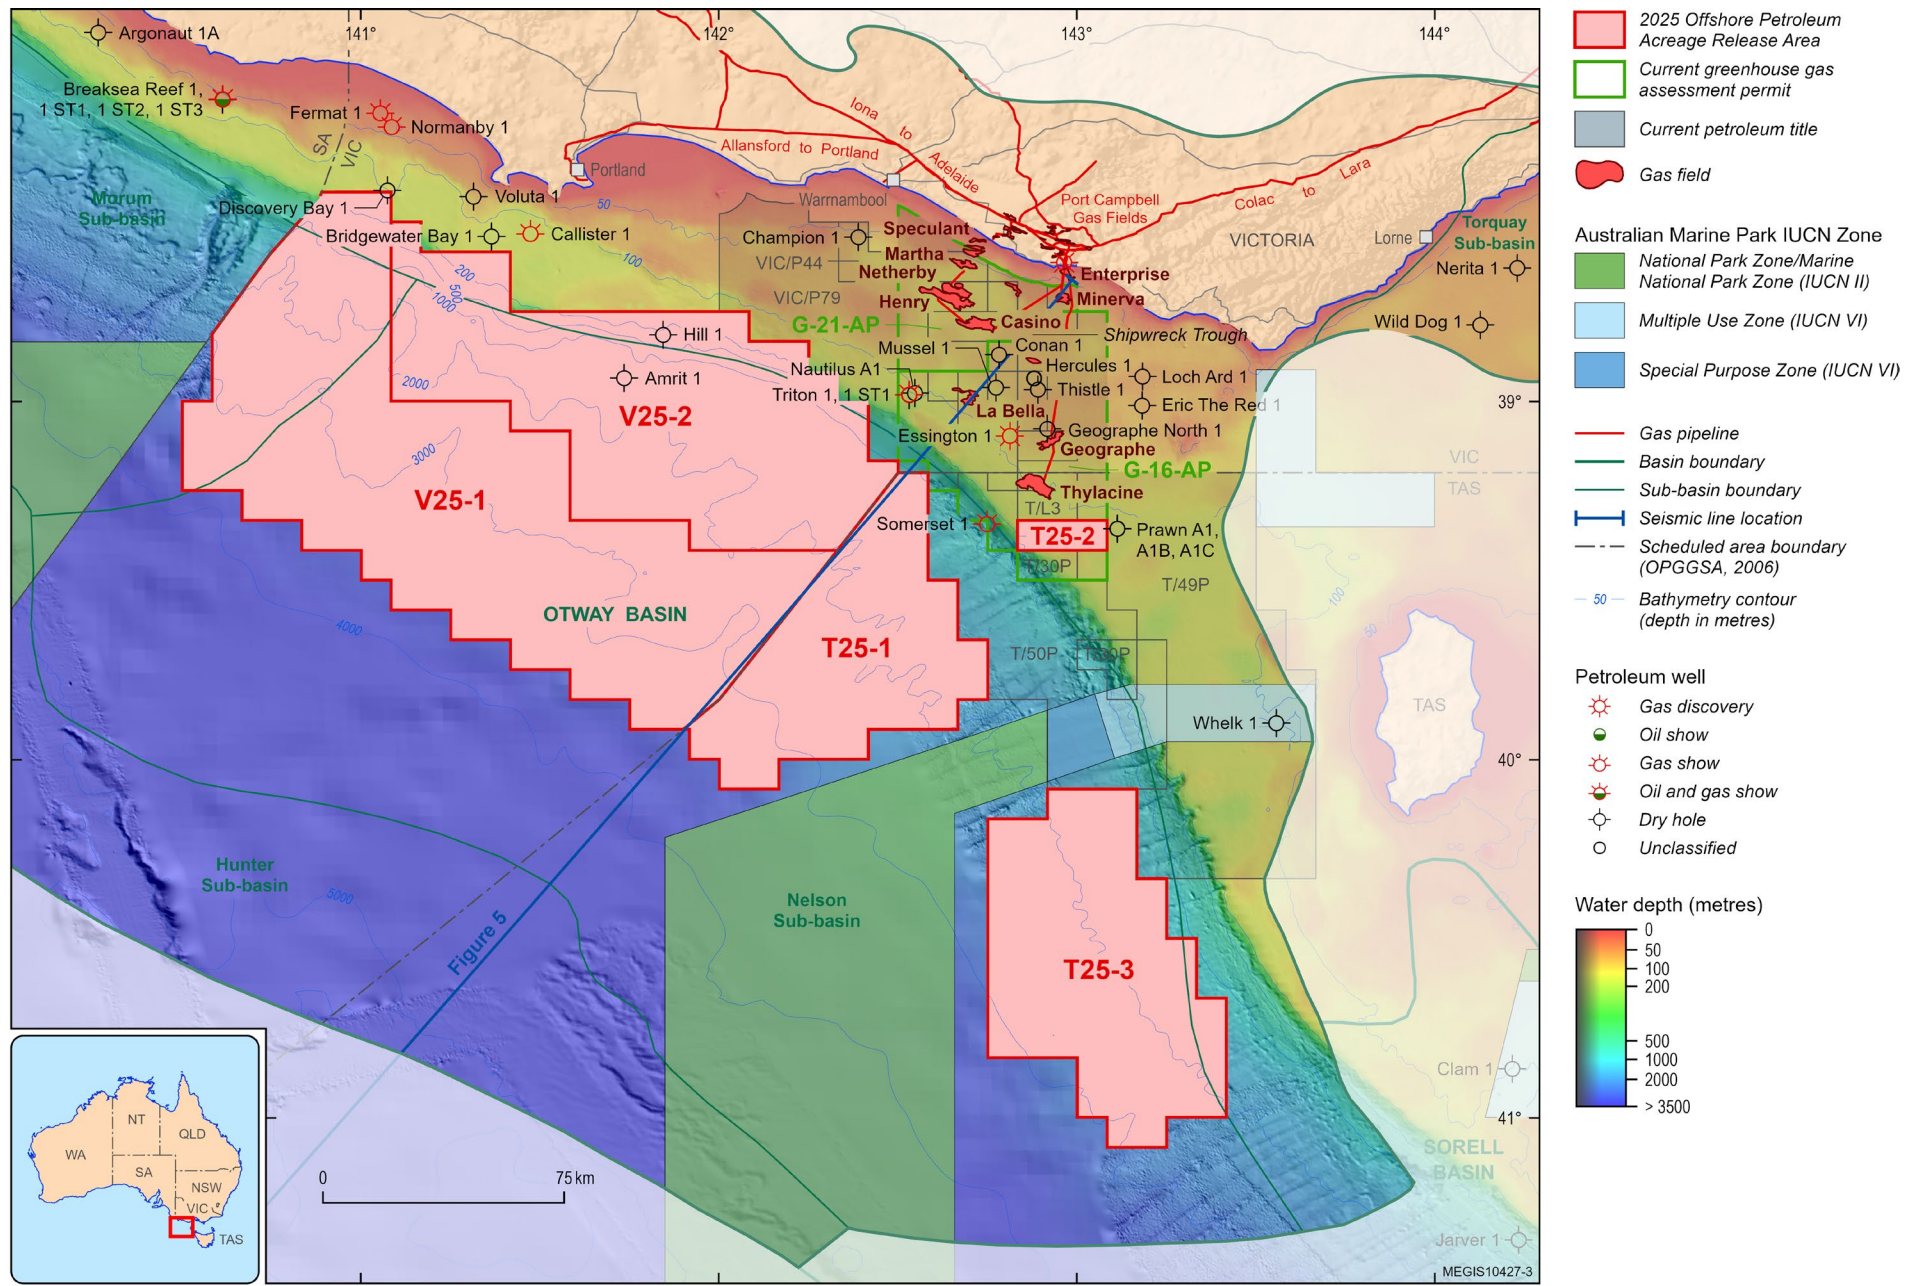 141°
142°
143°
144°
Argonaut 1A
Breaksea Reef 1,
1 ST1, 1 ST2, 1 ST3
Fermat 1
Normanby 1
SA
VIC
Portland
Iona to Adelaide
Allansford to Portland
Port Campbell
Gas Fields
Colac to Lara
VICTORIA
Lorne
Torquay
Sub-basin
Morum
Sub-basin
Discovery Bay 1
Voluta 1
50
Bridgewater Bay 1
Callister 1
100
200
500
1000
Warrnambool
Champion 1
VIC/P44
VIC/P79
Speculant
Martha
Netherby
Henry
Enterprise
Minerva
Casino
G-21-AP
Shipwreck Trough
Nerita 1
Wild Dog 1
Hill 1
Amrit 1
2000
V25-2
Mussel 1
Conan 1
Nautilus A1
Hercules 1
Triton 1, 1 ST1
Thistle 1
Loch Ard 1
La Bella
Eric The Red 1
39°
Essington 1
Geographe North 1
Geographe
3000
V25-1
G-16-AP
VIC
TAS
Thylacine
T/L3
Somerset 1
T25-2
Prawn A1,
A1B, A1C
T/30P
T/49P
100
50
OTWAY BASIN
4000
T25-1
T/50P
T/30P
TAS
Whelk 1
40°
Hunter
Sub-basin
5000
Nelson
Sub-basin
Figure 5
T25-3
Clam 1
41°
SORELL
BASIN
Jarver 1
0
75 km
WA
NT
QLD
SA
NSW
VIC
TAS
MEGIS10427-3
2025 Offshore Petroleum
Acreage Release Area
Current greenhouse gas
assessment permit
Current petroleum title
Gas field
Australian Marine Park IUCN Zone
National Park Zone/Marine
National Park Zone (IUCN II)
Multiple Use Zone (IUCN VI)
Special Purpose Zone (IUCN VI)
Gas pipeline
Basin boundary
Sub-basin boundary
Seismic line location
Scheduled area boundary
(OPGGSA, 2006)
50
Bathymetry contour
(depth in metres)
Petroleum well
Gas discovery
Oil show
Gas show
Oil and gas show
Dry hole
Unclassified
Water depth (metres)
0
50
100
200
500
1000
2000
> 3500